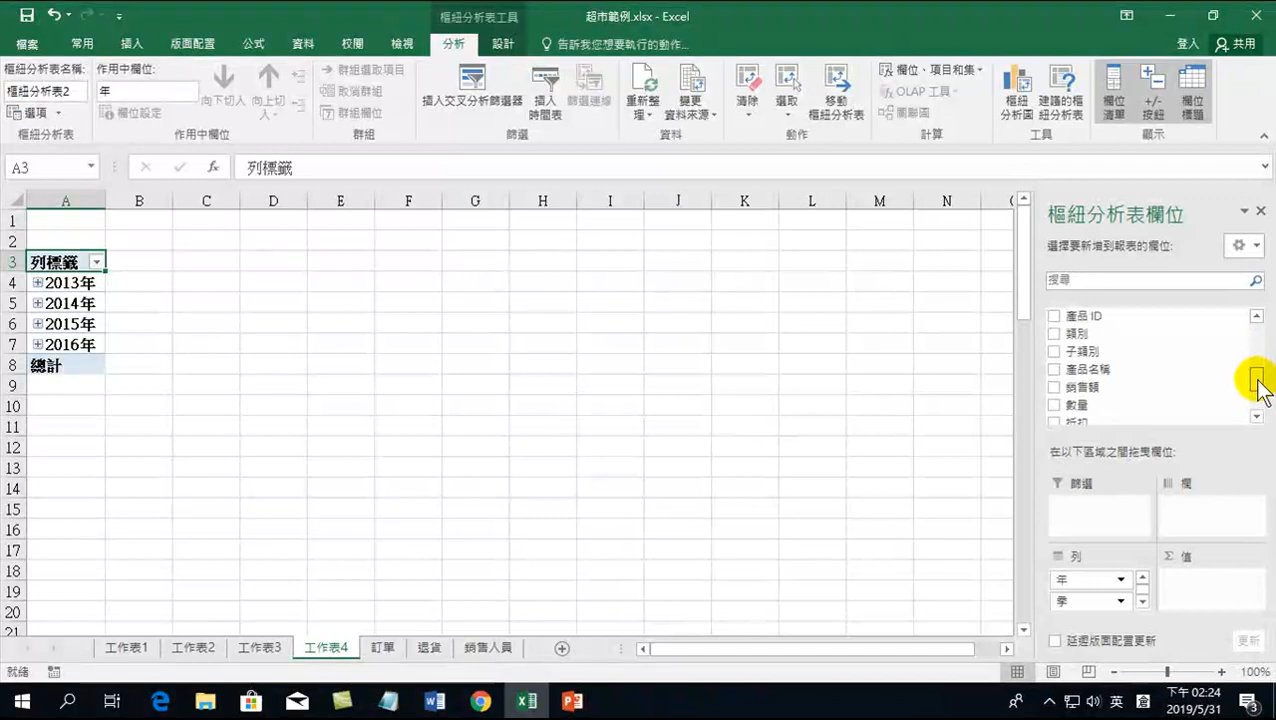 樞紐分析表工具
超市範例.xlsx - Excel
檔案 常用 插入 版面配置 公式 資料 校閱 檢視 分析 設計 告訴我您想要執行的動作... 登入 共用
樞紐分析表名稱: 作用中欄位:
樞紐分析表2 年
選項 欄位設定 向下切入 向上切入
群組選取項目
取消群組
群組欄位
插入交叉分析篩選器 插入時間表 篩選連線
重新整理 變更資料來源
清除 選取 移動樞紐分析表
欄位、項目和集
OLAP 工具
關聯圖
樞紐分析圖 建議的樞紐分析表
欄位清單 +/- 按鈕 欄位標題
樞紐分析表 作用中欄位 群組 篩選 資料 動作 計算 工具 顯示
A3 fx 列標籤
A B C D E F G H I J K L M N
1
2
3 列標籤
4 2013年
5 2014年
6 2015年
7 2016年
8 總計
9
10
11
12
13
14
15
16
17
18
19
20
21
樞紐分析表欄位
選擇要新增到報表的欄位:
搜尋
產品 ID
類別
子類別
產品名稱
銷售額
數量
折扣
在以下區域之間拖曳欄位:
篩選 欄
列 Σ 值
年
季
延遲版面配置更新 更新
工作表1 工作表2 工作表3 工作表4 訂單 退貨 銷售人員
就緒 100%
英 下午 02:24
2019/5/31
3